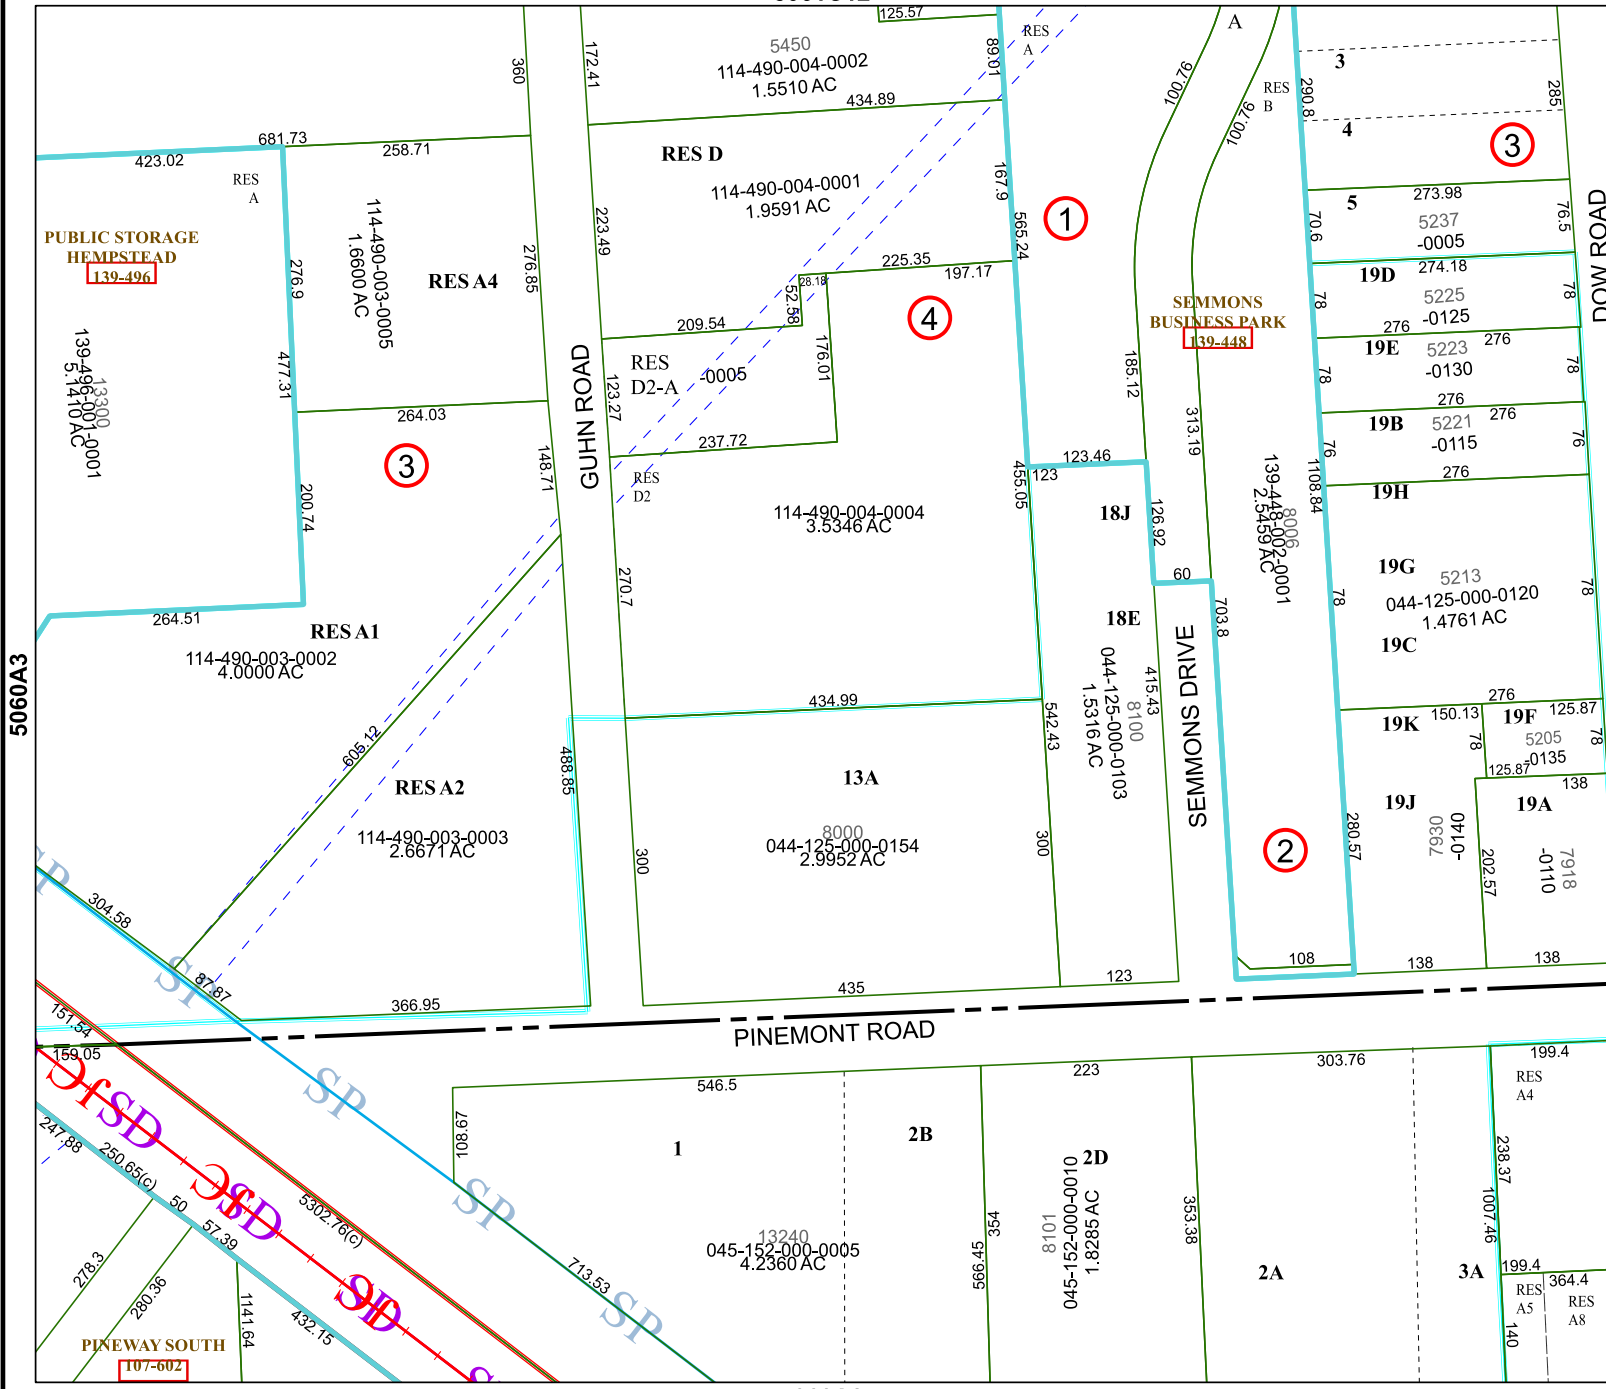 125.57
5450
114-490-004-0002
1.5510 AC
434.89
89.01
RES
A
A
100.76
100.76
RES
B
290.8
3
4
285
3
360
172.41
681.73
423.02
258.71
RES
A
PUBLIC STORAGE
HEMPSTEAD
139-496
276.9
114-490-003-0005
1.6600 AC
RES A4
276.85
223.49
RES D
114-490-004-0001
1.9591 AC
167.9
565.24
1
225.35
197.17
28.18
52.58
4
209.54
176.01
RES
D2-A
-0005
123.27
237.72
RES
D2
GUHN ROAD
5
273.98
5237
-0005
70.6
76.5
DOW ROAD
19D
274.18
5225
-0125
78
78
SEMMONS
BUSINESS PARK
139-448
276
276
19E
5223
-0130
78
78
276
276
19B
5221
-0115
76
76
276
185.12
313.19
139-496-001-0001
13300
5.1410 AC
477.31
264.03
3
148.71
200.74
123.46
123
455.05
18J
126.92
1108.84
139-448-002-0001
8006
2.5459 AC
19H
19G
5213
044-125-000-0120
1.4761 AC
19C
78
78
114-490-004-0004
3.5346 AC
60
703.8
264.51
RES A1
114-490-003-0002
4.0000 AC
270.7
18E
044-125-000-0103
8100
1.5316 AC
415.43
SEMMONS DRIVE
5060A3
434.99
542.43
276
19K
150.13
19F
125.87
5205
-0135
78
78
125.87
138
605.12
488.85
RES A2
114-490-003-0003
2.6671 AC
13A
8000
044-125-000-0154
2.9952 AC
300
300
2
280.57
19J
7930
-0140
19A
202.57
7918
-0110
SP
304.58
SP
87.87
366.95
435
123
108
138
138
151.54
159.05
PINEMONT ROAD
546.5
223
303.76
199.4
RES
A4
SD
SP
247.88
250.65(c)
50
57.39
SD
5302.76(c)
108.67
1
2B
2D
8101
045-152-000-0010
1.8285 AC
354
569.45
353.38
238.37
1007.46
SP
13240
045-152-000-0005
4.2360 AC
713.53
2A
3A
199.4
364.4
RES
A5
RES
A8
140
278.3
280.36
1141.64
432.15
SD
SP
PINEWAY SOUTH
107-602